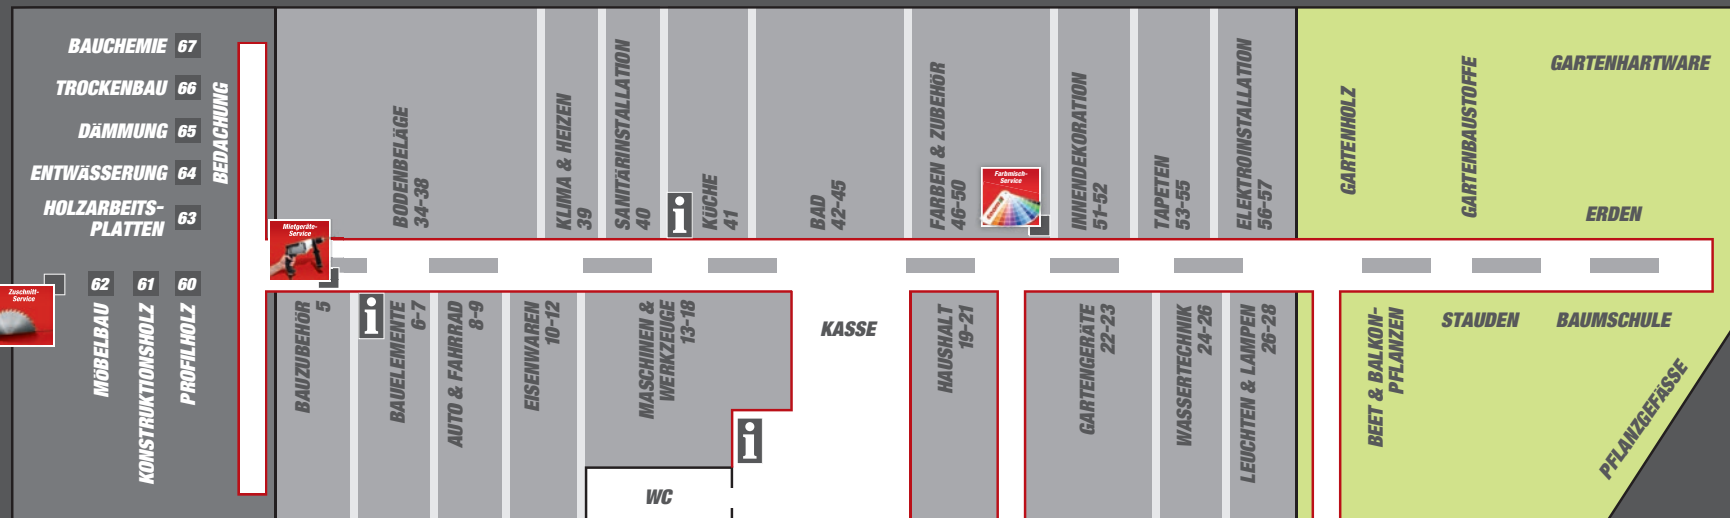 BAUCHEMIE 67
TROCKENBAU 66
DÄMMUNG 65
ENTWÄSSERUNG 64
HOLZARBEITS-
PLATTEN 63
BEDACHUNG
62
MÖBELBAU
61
KONSTRUKTIONSHOLZ
60
PROFILHOLZ
Zuschnitt-
Service
Mietgeräte-
Service
BODENBELÄGE
34-38
KLIMA & HEIZEN
39
SANITÄRINSTALLATION
40
i
KÜCHE
41
BAD
42-45
FARBEN & ZUBEHÖR
46-50
Farbmisch-
Service
INNENDEKORATION
51-52
TAPETEN
53-55
ELEKTROINSTALLATION
56-57
GARTENHOLZ
GARTENBAUSTOFFE
GARTENHARTWARE
ERDEN
BAUZUBEHÖR
5
i
BAUELEMENTE
6-7
AUTO & FAHRRAD
8-9
EISENWAREN
10-12
MASCHINEN &
WERKZEUGE
13-18
WC
i
KASSE
HAUSHALT
19-21
GARTENGERÄTE
22-23
WASSERTECHNIK
24-26
LEUCHTEN & LAMPEN
26-28
BEET & BALKON-
PFLANZEN
STAUDEN
BAUMSCHULE
PFLANZGEFÄSSE